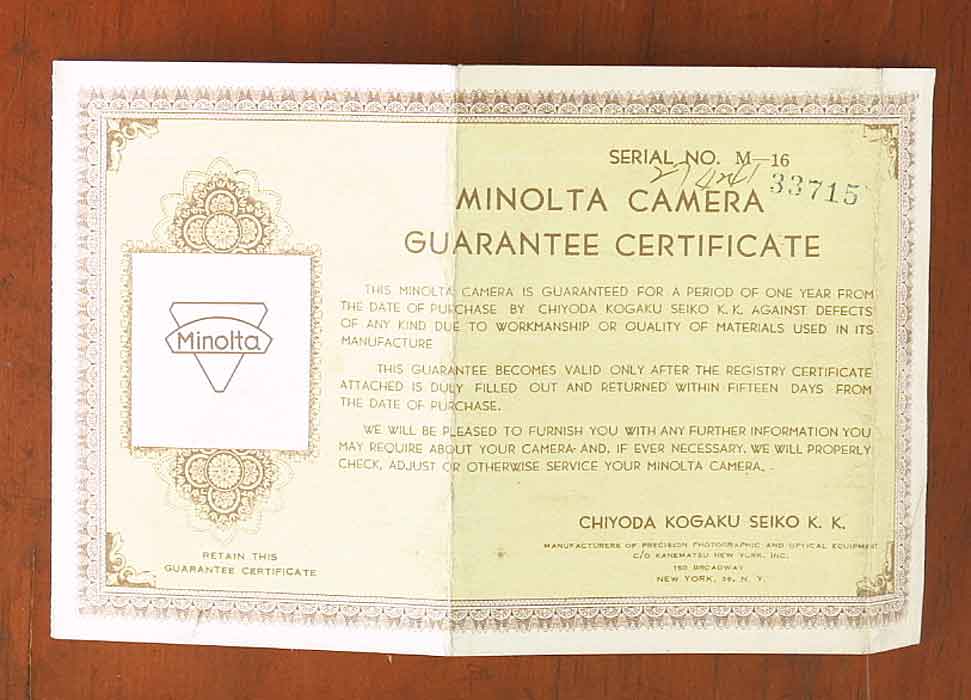 SERIAL NO. M-16
33715
MINOLTA CAMERA
GUARANTEE CERTIFICATE
Minolta
THIS MINOLTA CAMERA IS GUARANTEED FOR A PERIOD OF ONE YEAR FROM
THE DATE OF PURCHASE BY CHIYODA KOGAKU SEIKO K. K. AGAINST DEFECTS
OF ANY KIND DUE TO WORKMANSHIP OR QUALITY OF MATERIALS USED IN ITS
MANUFACTURE
THIS GUARANTEE BECOMES VALID ONLY AFTER THE REGISTRY CERTIFICATE
ATTACHED IS DULY FILLED OUT AND RETURNED WITHIN FIFTEEN DAYS FROM
THE DATE OF PURCHASE.
WE WILL BE PLEASED TO FURNISH YOU WITH ANY FURTHER INFORMATION YOU
MAY REQUIRE ABOUT YOUR CAMERA AND, IF EVER NECESSARY, WE WILL PROPERLY
CHECK, ADJUST OR OTHERWISE SERVICE YOUR MINOLTA CAMERA.
CHIYODA KOGAKU SEIKO K. K.
MANUFACTURERS OF PRECISION PHOTOGRAPHIC AND OPTICAL EQUIPMENT
C/O KANEMATSU NEW YORK, INC.
150 BROADWAY
NEW YORK, 38, N. Y.
RETAIN THIS
GUARANTEE CERTIFICATE